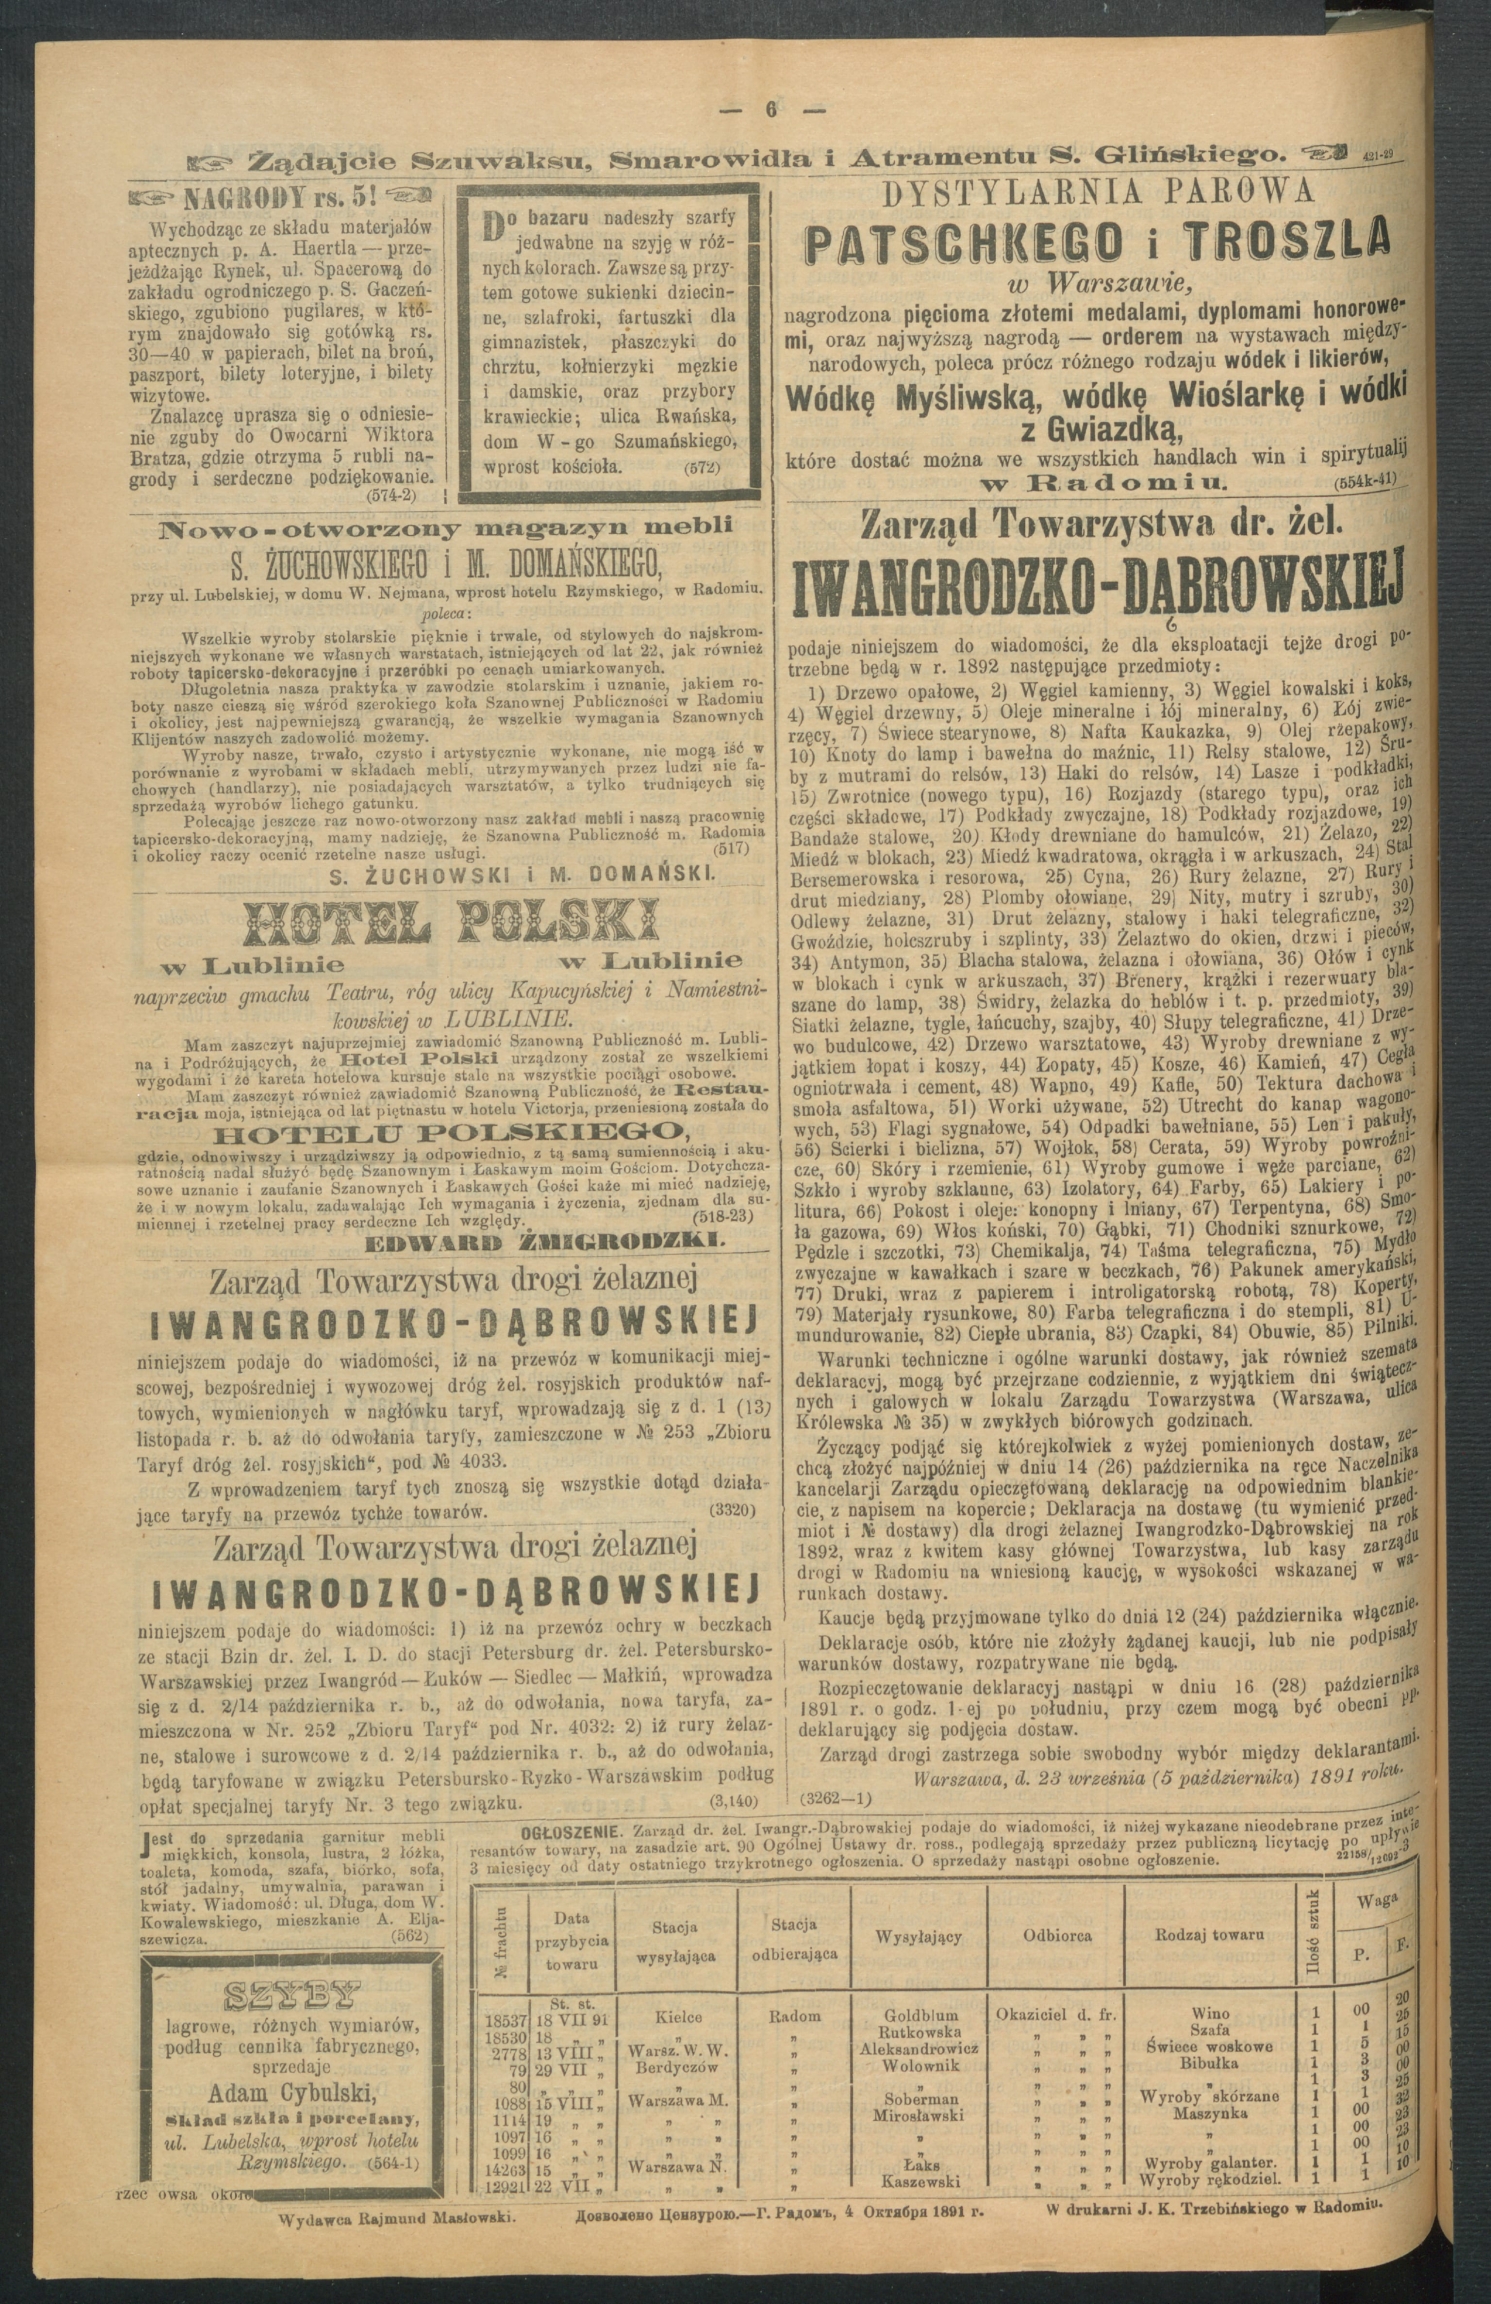 — 6 —
Żądajcie Szuwaksu, Smarowidła i Atramentu S. Glińskiego. 421-29
NAGRODY rs. 5!
Wychodząc ze składu materjałów
aptecznych p. A. Haertla — prze-
jeżdżając Rynek, ul. Spacerową do
zakładu ogrodniczego p. S. Gaczeń-
skiego, zgubiono pugilares, w któ-
rym znajdowało się gotówką rs.
30—40 w papierach, bilet na broń,
paszport, bilety loteryjne, i bilety
wizytowe.
Znalazcę uprasza się o odniesie-
nie zguby do Owocarni Wiktora
Bratza, gdzie otrzyma 5 rubli na-
grody i serdeczne podziękowanie.
(574-2)
Do bazaru nadeszły szarfy
jedwabne na szyję w róż-
nych kolorach. Zawsze są przy-
tem gotowe sukienki dziecin-
ne, szlafroki, fartuszki dla
gimnazistek, płaszczyki do
chrztu, kołnierzyki męzkie
i damskie, oraz przybory
krawieckie; ulica Rwańska,
dom W-go Szumańskiego,
wprost kościoła. (572)
Nowo-otworzony magazyn mebli
S. ŻUCHOWSKIEGO i M. DOMAŃSKIEGO,
przy ul. Lubelskiej, w domu W. Nejmana, wprost hotelu Rzymskiego, w Radomiu.
poleca:
Wszelkie wyroby stolarskie pięknie i trwale, od stylowych do najskrom-
niejszych wykonane we własnych warstatach, istniejących od lat 22, jak również
roboty tapicersko-dekoracyjne i przeróbki po cenach umiarkowanych.
Długoletnia nasza praktyka w zawodzie stolarskim i uznanie, jakiem ro-
boty nasze cieszą się wśród szerokiego koła Szanownej Publiczności w Radomiu
i okolicy, jest najpewniejszą gwarancją, że wszelkie wymagania Szanownych
Klijentów naszych zadowolić możemy.
Wyroby nasze, trwało, czysto i artystycznie wykonane, nie mogą iść w
porównanie z wyrobami w składach mebli, utrzymywanych przez ludzi nie fa-
chowych (handlarzy), nie posiadających warsztatów, a tylko trudniących się
sprzedażą wyrobów lichego gatunku.
Polecając jeszcze raz nowo-otworzony nasz zakład mebli i naszą pracownię
tapicersko-dekoracyjną, mamy nadzieję, że Szanowna Publiczność m. Radomia
i okolicy raczy ocenić rzetelne nasze usługi. (517)
S. ŻUCHOWSKI i M. DOMAŃSKI.
HOTEL POLSKI
w Lublinie w Lublinie
naprzeciw gmachu Teatru, róg ulicy Kapucyńskiej i Namiestni-
kowskiej w LUBLINIE.
Mam zaszczyt najuprzejmiej zawiadomić Szanowną Publiczność m. Lubli-
na i Podróżujących, że Hotel Polski urządzony został ze wszelkiemi
wygodami i że kareta hotelowa kursuje stale na wszystkie pociągi osobowe.
Mam zaszczyt również zawiadomić Szanowną Publiczność, że Restau-
racja moja, istniejąca od lat piętnastu w hotelu Victorja, przeniesioną została do
HOTELU POLSKIEGO,
gdzie, odnowiwszy i urządziwszy ją odpowiednio, z tą samą sumiennością i aku-
ratnością nadal służyć będę Szanownym i Łaskawym moim Gościom. Dotychcza-
sowe uznanie i zaufanie Szanownych i Łaskawych Gości każe mi mieć nadzieję,
że i w nowym lokalu, zadawalając Ich wymagania i życzenia, zjednam dla su-
miennej i rzetelnej pracy serdeczne Ich względy. (518-23)
EDWARD ŻMIGRODZKI.
Zarząd Towarzystwa drogi żelaznej
IWANGRODZKO-DĄBROWSKIEJ
niniejszem podaje do wiadomości, iż na przewóz w komunikacji miej-
scowej, bezpośredniej i wywozowej dróg żel. rosyjskich produktów naf-
towych, wymienionych w nagłówku taryf, wprowadzają się z d. 1 (13)
listopada r. b. aż do odwołania taryfy, zamieszczone w № 253 „Zbioru
Taryf dróg żel. rosyjskich“, pod № 4033.
Z wprowadzeniem taryf tych znoszą się wszystkie dotąd działa-
jące taryfy na przewóz tychże towarów. (3320)
Zarząd Towarzystwa drogi żelaznej
IWANGRODZKO-DĄBROWSKIEJ
niniejszem podaje do wiadomości: 1) iż na przewóz ochry w beczkach
ze stacji Bzin dr. żel. I. D. do stacji Petersburg dr. żel. Petersbursko-
Warszawskiej przez Iwangród — Łuków — Siedlec — Małkiń, wprowadza
się z d. 2/14 października r. b., aż do odwołania, nowa taryfa, za-
mieszczona w Nr. 252 „Zbioru Taryf“ pod Nr. 4032: 2) iż rury żelaz-
ne, stalowe i surowcowe z d. 2/14 października r. b., aż do odwołania,
będą taryfowane w związku Petersbursko-Ryzko-Warszawskim podług
opłat specjalnej taryfy Nr. 3 tego związku. (3,140)
DYSTYLARNIA PAROWA
PATSCHKEGO i TROSZLA
w Warszawie,
nagrodzona pięcioma złotemi medalami, dyplomami honorowe-
mi, oraz najwyższą nagrodą — orderem na wystawach między-
narodowych, poleca prócz różnego rodzaju wódek i likierów,
Wódkę Myśliwską, wódkę Wioślarkę i wódki
z Gwiazdką,
które dostać można we wszystkich handlach win i spirytualij
w Radomiu. (554k-41)
Zarząd Towarzystwa dr. żel.
IWANGRODZKO-DĄBROWSKIEJ
podaje niniejszem do wiadomości, że dla eksploatacji tejże drogi po-
trzebne będą w r. 1892 następujące przedmioty:
1) Drzewo opałowe, 2) Węgiel kamienny, 3) Węgiel kowalski i koks,
4) Węgiel drzewny, 5) Oleje mineralne i łój mineralny, 6) Łój zwie-
rzęcy, 7) Świece stearynowe, 8) Nafta Kaukazka, 9) Olej rzepakowy,
10) Knoty do lamp i bawełna do maźnic, 11) Relsy stalowe, 12) Śru-
by z mutrami do relsów, 13) Haki do relsów, 14) Lasze i podkładki,
15) Zwrotnice (nowego typu), 16) Rozjazdy (starego typu), oraz ich
części składowe, 17) Podkłady zwyczajne, 18) Podkłady rozjazdowe, 19)
Bandaże stalowe, 20) Kłody drewniane do hamulców, 21) Żelazo, 22)
Miedź w blokach, 23) Miedź kwadratowa, okrągła i w arkuszach, 24) Stal
Bersemerowska i resorowa, 25) Cyna, 26) Rury żelazne, 27) Rury i
drut miedziany, 28) Plomby ołowiane, 29) Nity, mutry i szruby, 30)
Odlewy żelazne, 31) Drut żelazny, stalowy i haki telegraficzne, 32)
Gwoździe, holcszruby i szplinty, 33) Żelaztwo do okien, drzwi i pieców,
34) Antymon, 35) Blacha stalowa, żelazna i ołowiana, 36) Ołów i cynk
w blokach i cynk w arkuszach, 37) Brenery, krążki i rezerwuary bla-
szane do lamp, 38) Świdry, żelazka do heblów i t. p. przedmioty, 39)
Siatki żelazne, tygle, łańcuchy, szajby, 40) Słupy telegraficzne, 41) Drze-
wo budulcowe, 42) Drzewo warsztatowe, 43) Wyroby drewniane z wy-
jątkiem łopat i koszy, 44) Łopaty, 45) Kosze, 46) Kamień, 47) Cegła
ogniotrwała i cement, 48) Wapno, 49) Kafle, 50) Tektura dachowa i
smoła asfaltowa, 51) Worki używane, 52) Utrecht do kanap wagono-
wych, 53) Flagi sygnałowe, 54) Odpadki bawełniane, 55) Len i pakuły,
56) Scierki i bielizna, 57) Wojłok, 58) Cerata, 59) Wyroby powroźni-
cze, 60) Skóry i rzemienie, 61) Wyroby gumowe i węże parciane, 62)
Szkło i wyroby szklanne, 63) Izolatory, 64) Farby, 65) Lakiery i po-
litura, 66) Pokost i oleje: konopny i lniany, 67) Terpentyna, 68) Smo-
ła gazowa, 69) Włos koński, 70) Gąbki, 71) Chodniki sznurkowe, 72)
Pędzle i szczotki, 73) Chemikalja, 74) Taśma telegraficzna, 75) Mydło
zwyczajne w kawałkach i szare w beczkach, 76) Pakunek amerykański,
77) Druki, wraz z papierem i introligatorską robotą, 78) Koperty,
79) Materjały rysunkowe, 80) Farba telegraficzna i do stempli, 81) U-
mundurowanie, 82) Ciepłe ubrania, 83) Czapki, 84) Obuwie, 85) Pilniki.
Warunki techniczne i ogólne warunki dostawy, jak również szemata
deklaracyj, mogą być przejrzane codziennie, z wyjątkiem dni świątecz-
nych i galowych w lokalu Zarządu Towarzystwa (Warszawa, ulica
Królewska № 35) w zwykłych biórowych godzinach.
Życzący podjąć się którejkolwiek z wyżej pomienionych dostaw, ze-
chcą złożyć najpóźniej w dniu 14 (26) października na ręce Naczelnika
kancelarji Zarządu opieczętowaną deklarację na odpowiednim blankie-
cie, z napisem na kopercie; Deklaracja na dostawę (tu wymienić przed-
miot i № dostawy) dla drogi żelaznej Iwangrodzko-Dąbrowskiej na rok
1892, wraz z kwitem kasy głównej Towarzystwa, lub kasy zarządu
drogi w Radomiu na wniesioną kaucję, w wysokości wskazanej w wa-
runkach dostawy.
Kaucje będą przyjmowane tylko do dnia 12 (24) października włącznie.
Deklaracje osób, które nie złożyły żądanej kaucji, lub nie podpisały
warunków dostawy, rozpatrywane nie będą.
Rozpieczętowanie deklaracyj nastąpi w dniu 16 (28) października
1891 r. o godz. 1-ej po południu, przy czem mogą być obecni pp.
deklarujący się podjęcia dostaw.
Zarząd drogi zastrzega sobie swobodny wybór między deklarantami.
Warszawa, d. 23 września (5 października) 1891 roku.
(3262—1)
Jest do sprzedania garnitur mebli
miękkich, konsola, lustra, 2 łóżka,
toaleta, komoda, szafa, biórko, sofa,
stół jadalny, umywalnia, parawan i
kwiaty. Wiadomość: ul. Długa, dom W.
Kowalewskiego, mieszkanie A. Elja-
szewicza. (562)
SZYBY
lagrowe, różnych wymiarów,
podług cennika fabrycznego,
sprzedaje
Adam Cybulski,
Skład szkła i porcelany,
ul. Lubelska, wprost hotelu
Rzymskiego. (564-1)
rzec owsa około
OGŁOSZENIE. Zarząd dr. żel. Iwangr.-Dąbrowskiej podaje do wiadomości, iż niżej wykazane nieodebrane przez inte-
resantów towary, na zasadzie art. 90 Ogólnej Ustawy dr. ross., podlegają sprzedaży przez publiczną licytację po upływie
3 miesięcy od daty ostatniego trzykrotnego ogłoszenia. O sprzedaży nastąpi osobne ogłoszenie. 22158/12092-3
№ frachtu | Data przybycia towaru | Stacja wysyłająca | Stacja odbierająca | Wysyłający | Odbiorca | Rodzaj towaru | Ilość sztuk | Waga P. | F.
St. st.
18537 18 VII 91 Kielce Radom Goldblum Okaziciel d. fr. Wino 1 00 20
18530 18 „ „ „ „ Rutkowska „ „ „ Szafa 1 1 25
2778 13 VIII „ Warsz. W. W. „ Aleksandrowicz „ „ „ Świece woskowe 1 5 15
79 29 VII „ Berdyczów „ Wolownik „ „ „ Bibułka 1 3 00
80 „ „ „ „ „ „ „ „ „ „ 1 3 00
1088 15 VIII „ Warszawa M. „ Soberman „ „ „ Wyroby skórzane 1 1 25
1114 19 „ „ „ „ „ Mirosławski „ „ „ Maszynka 1 00 32
1097 16 „ „ „ „ „ „ „ „ „ „ 1 00 23
1099 16 „ „ „ „ „ „ „ „ „ „ 1 00 23
14263 15 „ „ Warszawa N. „ Łaks „ „ „ Wyroby galanter. 1 1 10
12921 22 VII „ „ „ „ Kaszewski „ „ „ Wyroby rękodziel. 1 1 10
Wydawca Rajmund Masłowski. Дозволено Цензурою.—Г. Радомъ, 4 Октября 1891 г. W drukarni J. K. Trzebińskiego w Radomiu.